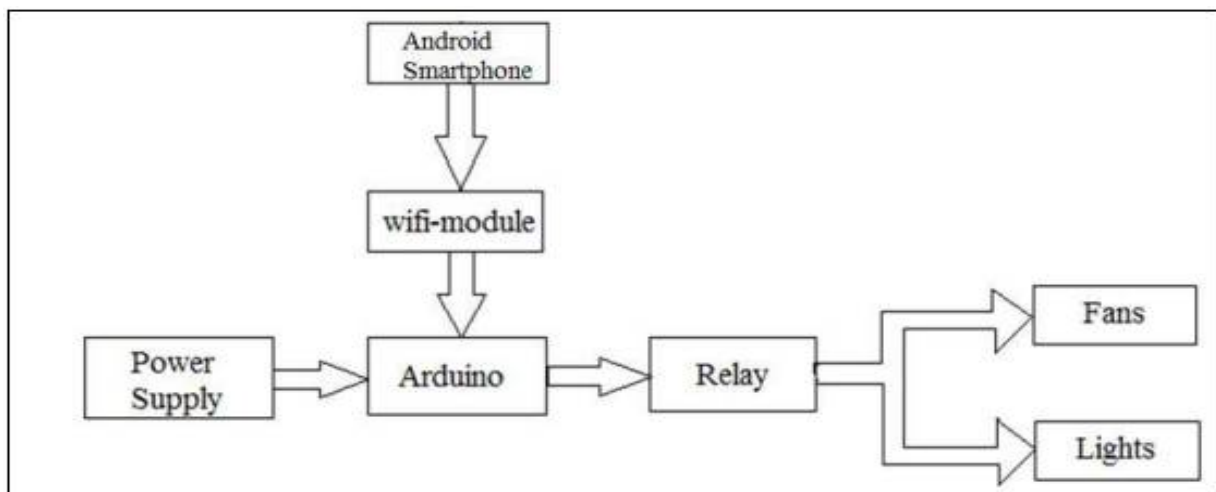 Android
Smartphone
wifi-module
Power
Supply
Arduino
Relay
Fans
Lights